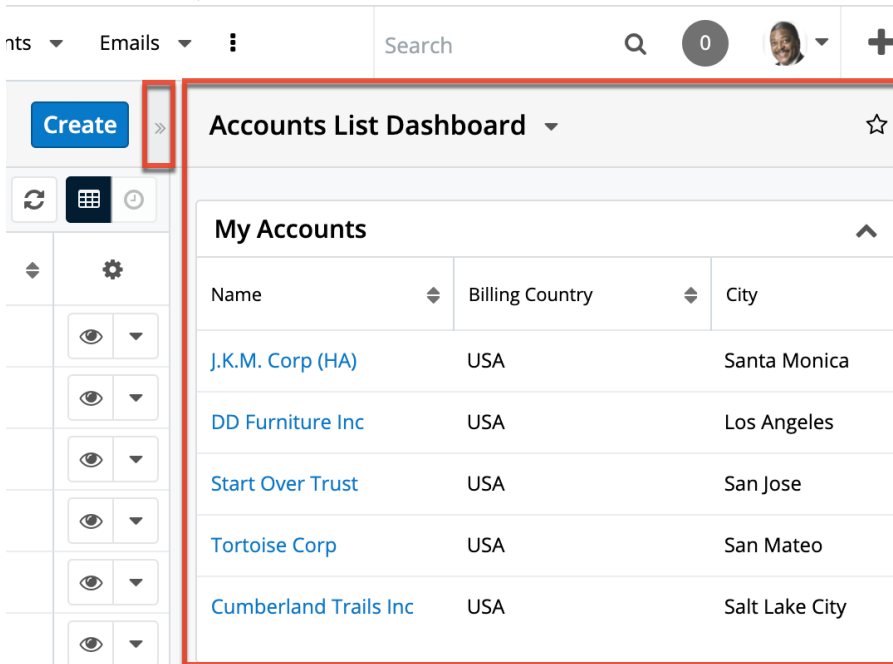 nts Emails Search 0
Create » Accounts List Dashboard
My Accounts
Name Billing Country City
J.K.M. Corp (HA) USA Santa Monica
DD Furniture Inc USA Los Angeles
Start Over Trust USA San Jose
Tortoise Corp USA San Mateo
Cumberland Trails Inc USA Salt Lake City